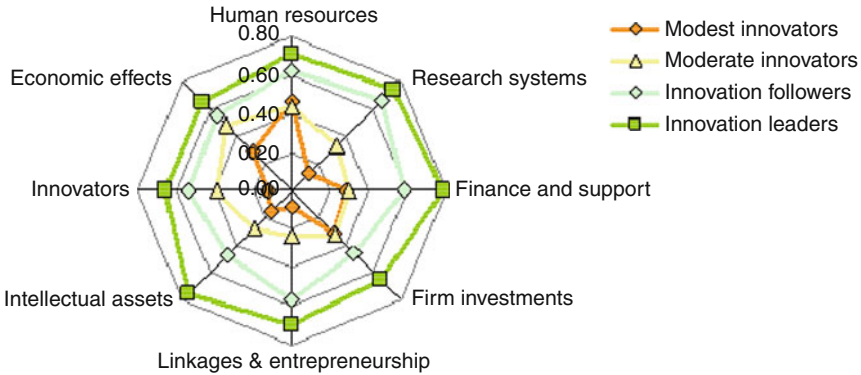 Human resources
0.80
0.60
0.40
0.20
0.00
Economic effects
Research systems
Innovators
Finance and support
Intellectual assets
Firm investments
Linkages & entrepreneurship
Modest innovators
Moderate innovators
Innovation followers
Innovation leaders